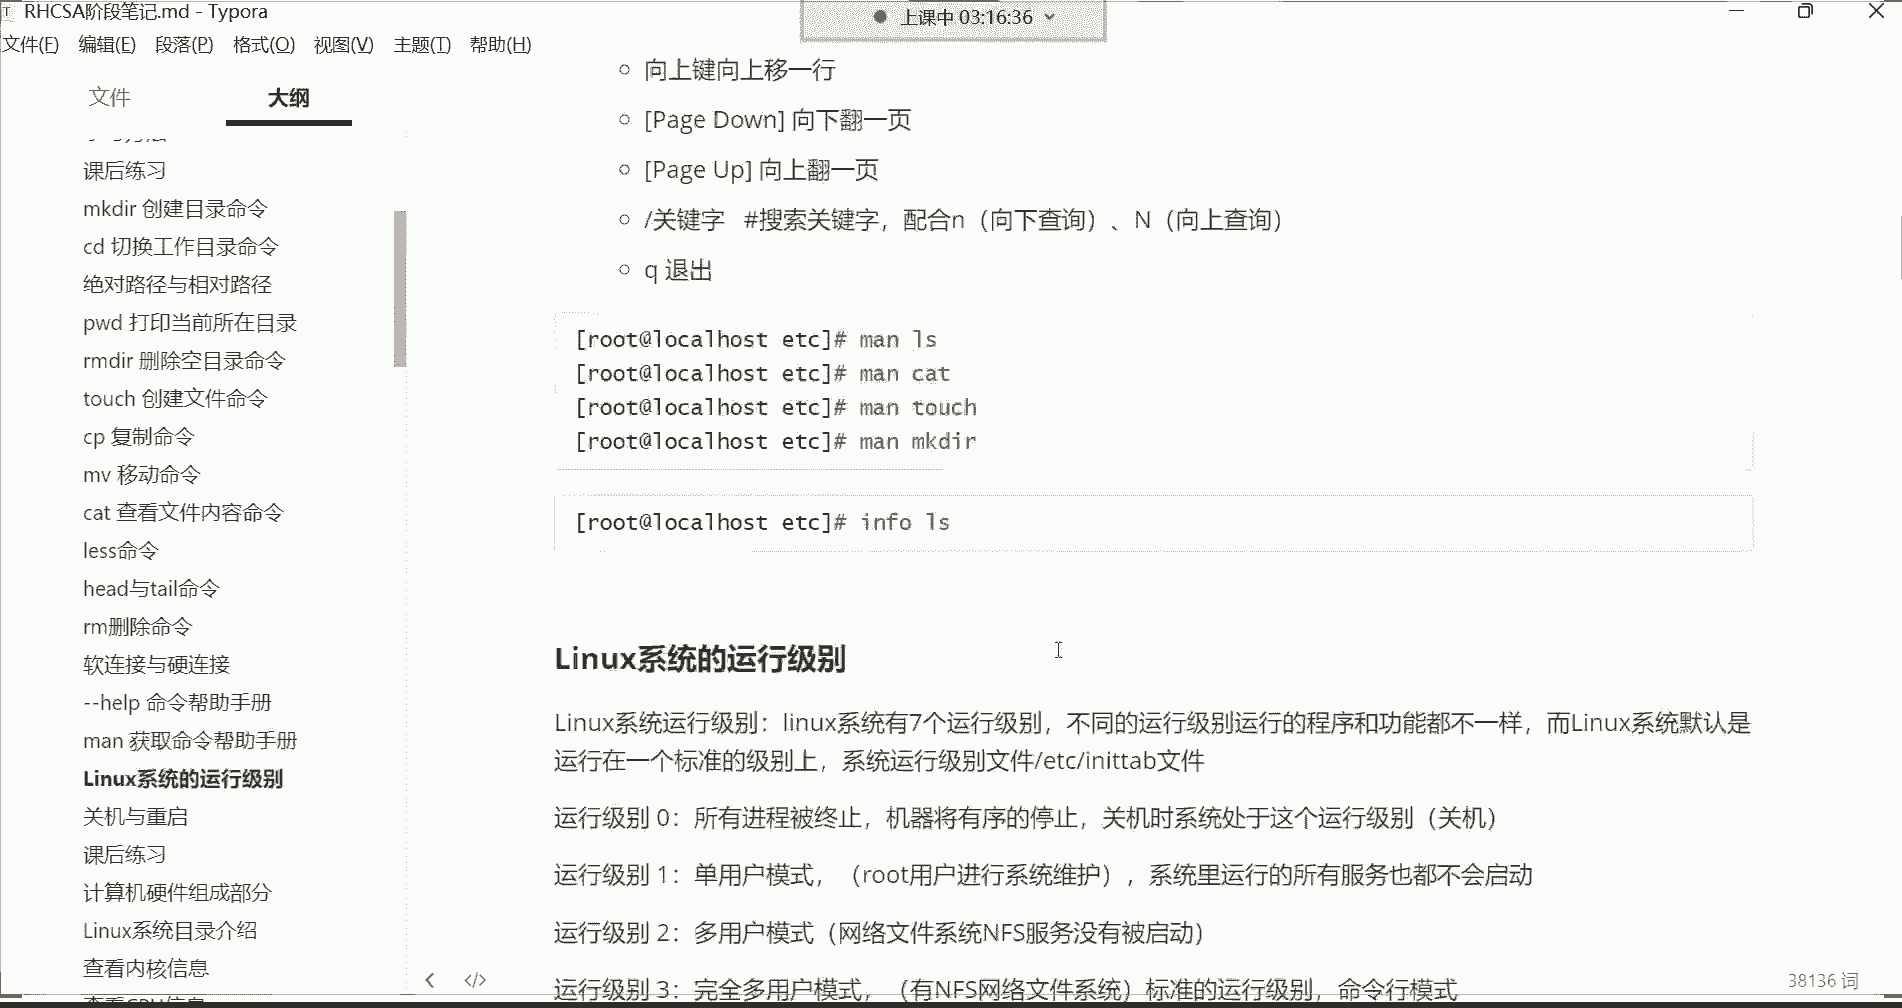 RHCSA阶段笔记.md - Typora
上课中 03:16:36
文件(F) 编辑(E) 段落(P) 格式(O) 视图(V) 主题(T) 帮助(H)
文件 大纲
课后练习
mkdir 创建目录命令
cd 切换工作目录命令
绝对路径与相对路径
pwd 打印当前所在目录
rmdir 删除空目录命令
touch 创建文件命令
cp 复制命令
mv 移动命令
cat 查看文件内容命令
less命令
head与tail命令
rm删除命令
软连接与硬连接
--help 命令帮助手册
man 获取命令帮助手册
Linux系统的运行级别
关机与重启
课后练习
计算机硬件组成部分
Linux系统目录介绍
查看内核信息
查看CPU信息
向上键向上移一行
[Page Down] 向下翻一页
[Page Up] 向上翻一页
/关键字 #搜索关键字，配合n（向下查询）、N（向上查询）
q 退出
[root@localhost etc]# man ls
[root@localhost etc]# man cat
[root@localhost etc]# man touch
[root@localhost etc]# man mkdir
[root@localhost etc]# info ls
Linux系统的运行级别
Linux系统运行级别：linux系统有7个运行级别，不同的运行级别运行的程序和功能都不一样，而Linux系统默认是
运行在一个标准的级别上，系统运行级别文件/etc/inittab文件
运行级别 0：所有进程被终止，机器将有序的停止，关机时系统处于这个运行级别（关机）
运行级别 1：单用户模式，（root用户进行系统维护），系统里运行的所有服务也都不会启动
运行级别 2：多用户模式（网络文件系统NFS服务没有被启动）
运行级别 3：完全多用户模式，（有NFS网络文件系统）标准的运行级别，命令行模式
38136 词